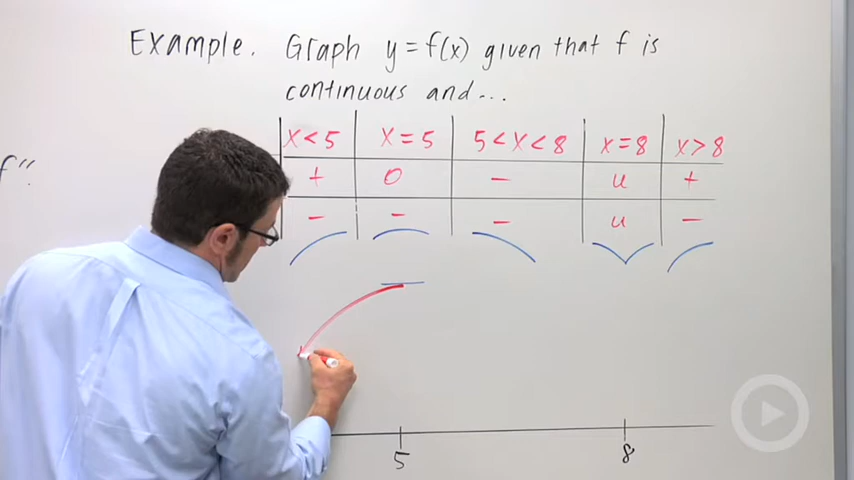 Example. Graph y = f(x) given that f is
continuous and...
x < 5 x = 5 5 < x < 8 x = 8 x > 8
+ 0 − u +
f"
− − − u −
5 8